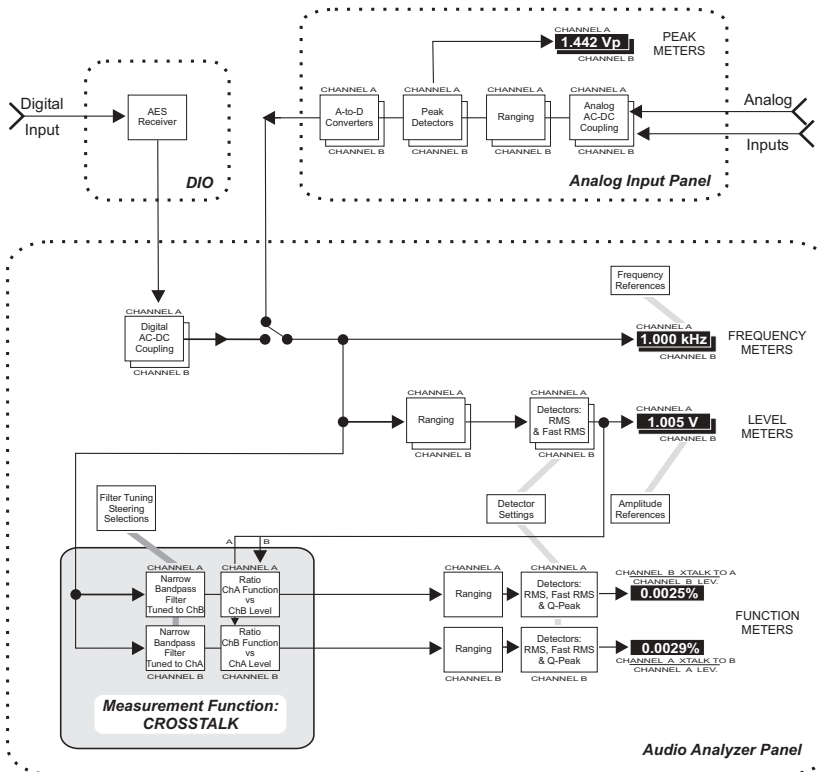 CHANNEL A
1.442 Vp
CHANNEL B
PEAK
METERS
Digital
Input
AES
Receiver
DIO
CHANNEL A
A-to-D
Converters
CHANNEL B
CHANNEL A
Peak
Detectors
CHANNEL B
CHANNEL A
Ranging
CHANNEL B
CHANNEL A
Analog
AC-DC
Coupling
CHANNEL B
Analog
Inputs
Analog Input Panel
Frequency
References
CHANNEL A
Digital
AC-DC
Coupling
CHANNEL B
CHANNEL A
1.000 kHz
CHANNEL B
FREQUENCY
METERS
CHANNEL A
Ranging
CHANNEL B
CHANNEL A
Detectors:
RMS
& Fast RMS
CHANNEL B
CHANNEL A
1.005 V
CHANNEL B
LEVEL
METERS
Filter Tuning
Steering
Selections
Detector
Settings
Amplitude
References
A
B
CHANNEL A
Narrow
Bandpass
Filter
Tuned to ChB
CHANNEL A
Ratio
ChA Function
vs
ChB Level
CHANNEL A
Ranging
CHANNEL A
Detectors:
RMS, Fast RMS
& Q-Peak
CHANNEL B XTALK TO A
CHANNEL B LEV.
0.0025%
FUNCTION
METERS
Narrow
Bandpass
Filter
Tuned to ChA
CHANNEL B
Ratio
ChB Function
vs
ChA Level
CHANNEL B
Ranging
CHANNEL B
Detectors:
RMS, Fast RMS
& Q-Peak
CHANNEL B
0.0029%
CHANNEL A XTALK TO B
CHANNEL A LEV.
Measurement Function:
CROSSTALK
Audio Analyzer Panel